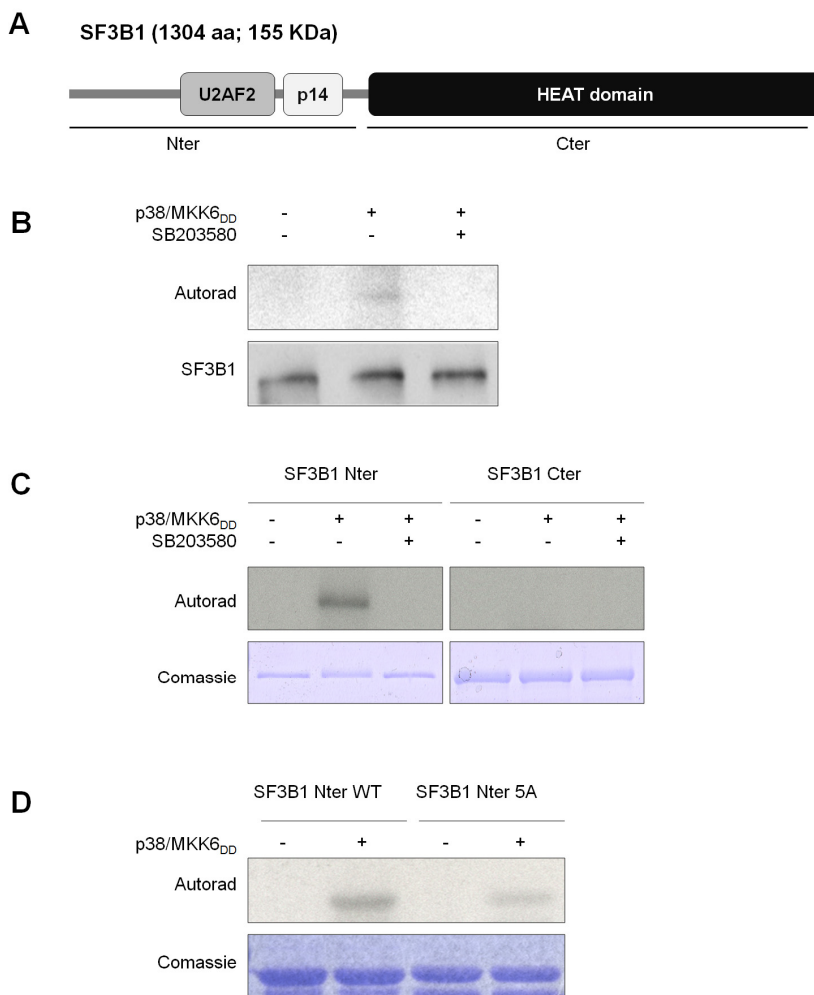 A
SF3B1 (1304 aa; 155 KDa)
U2AF2
p14
HEAT domain
Nter
Cter
B
p38/MKK6DD - + +
SB203580 - - +
Autorad
SF3B1
C
SF3B1 Nter
SF3B1 Cter
p38/MKK6DD - + + - + +
SB203580 - - + - - +
Autorad
Comassie
D
SF3B1 Nter WT
SF3B1 Nter 5A
p38/MKK6DD - + - +
Autorad
Comassie